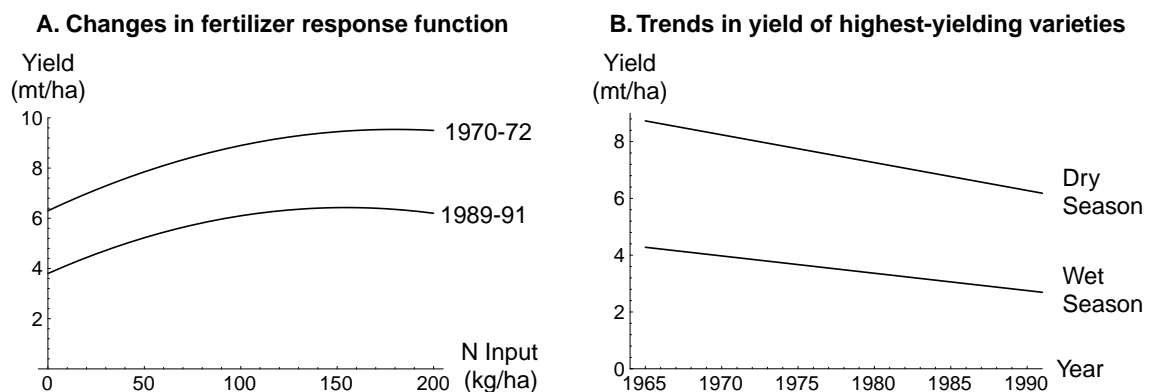 A. Changes in fertilizer response function
Yield
(mt/ha)
10
8
6
4
2
0
50
100
150
200
1970-72
1989-91
N Input
(kg/ha)
B. Trends in yield of highest-yielding varieties
Yield
(mt/ha)
8
6
4
2
0
1965
1970
1975
1980
1985
1990
Dry
Season
Wet
Season
Year